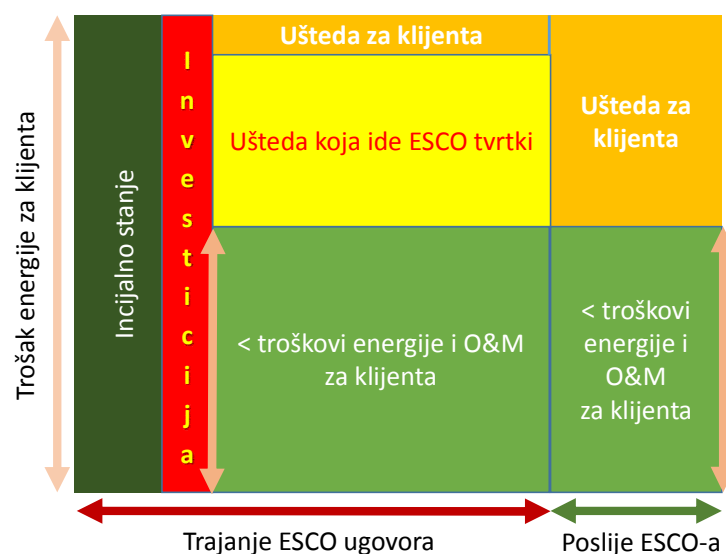 Trošak energije za klijenta
Incijalno stanje
Investicija
Ušteda za klijenta
Ušteda koja ide ESCO tvrtki
Ušteda za
klijenta
< troškovi energije i O&M
za klijenta
< troškovi
energije i
O&M
za klijenta
Trajanje ESCO ugovora
Poslije ESCO-a